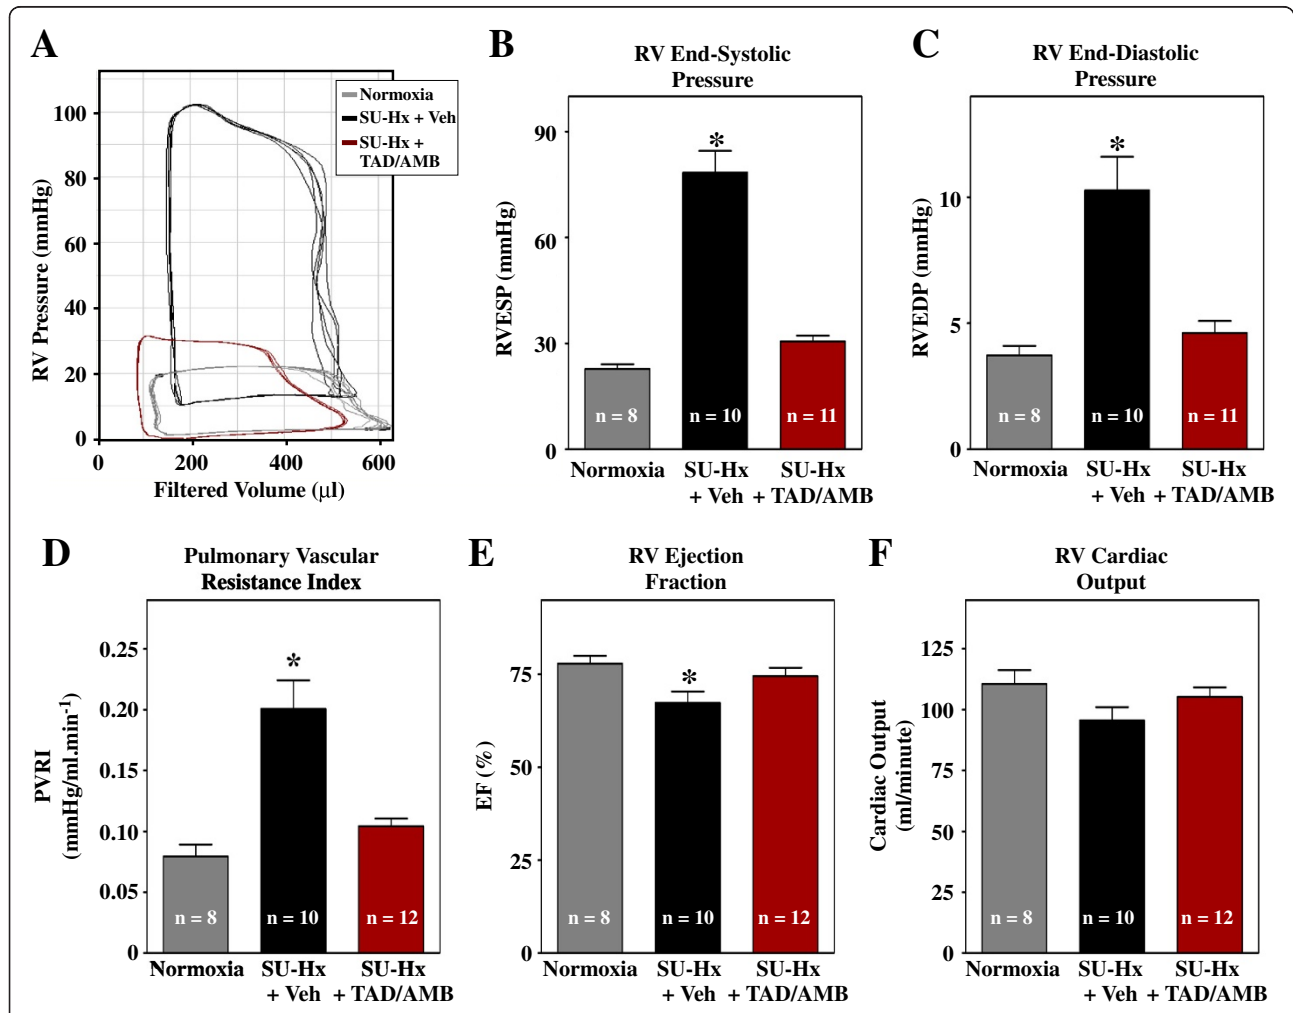 A
Normoxia
SU-Hx + Veh
SU-Hx +
TAD/AMB
RV Pressure (mmHg)
100
80
60
40
20
0
0 200 400 600
Filtered Volume (µl)
B
RV End-Systolic
Pressure
RVESP (mmHg)
90
60
30
0
*
n = 8 n = 10 n = 11
Normoxia SU-Hx SU-Hx
+ Veh + TAD/AMB
C
RV End-Diastolic
Pressure
RVEDP (mmHg)
10
5
0
*
n = 8 n = 10 n = 11
Normoxia SU-Hx SU-Hx
+ Veh + TAD/AMB
D
Pulmonary Vascular
Resistance Index
PVRI
(mmHg/ml.min⁻¹)
0.25
0.20
0.15
0.10
0.05
0
*
n = 8 n = 10 n = 12
Normoxia SU-Hx SU-Hx
+ Veh + TAD/AMB
E
RV Ejection
Fraction
EF (%)
75
50
25
0
*
n = 8 n = 10 n = 12
Normoxia SU-Hx SU-Hx
+ Veh + TAD/AMB
F
RV Cardiac
Output
Cardiac Output
(ml/minute)
125
100
75
50
25
0
n = 8 n = 10 n = 12
Normoxia SU-Hx SU-Hx
+ Veh + TAD/AMB